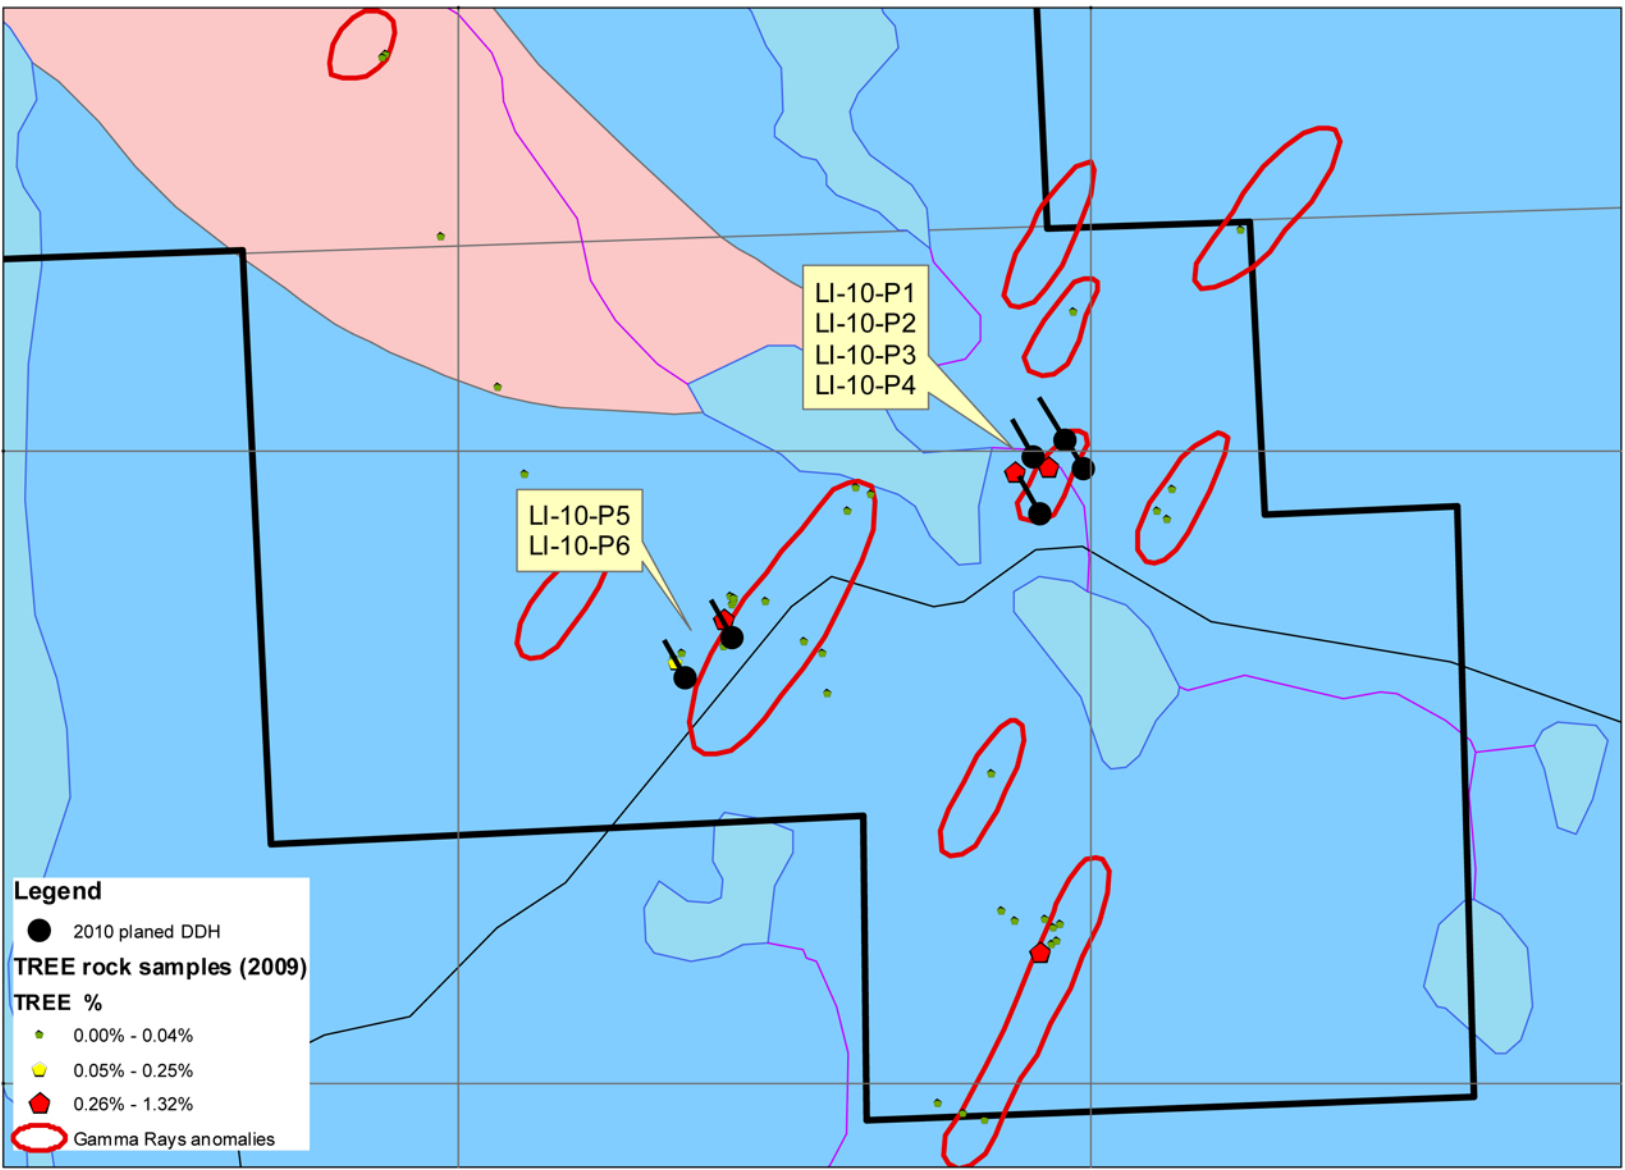 LI-10-P1
LI-10-P2
LI-10-P3
LI-10-P4
LI-10-P5
LI-10-P6
Legend
2010 planed DDH
TREE rock samples (2009)
TREE %
0.00% - 0.04%
0.05% - 0.25%
0.26% - 1.32%
Gamma Rays anomalies